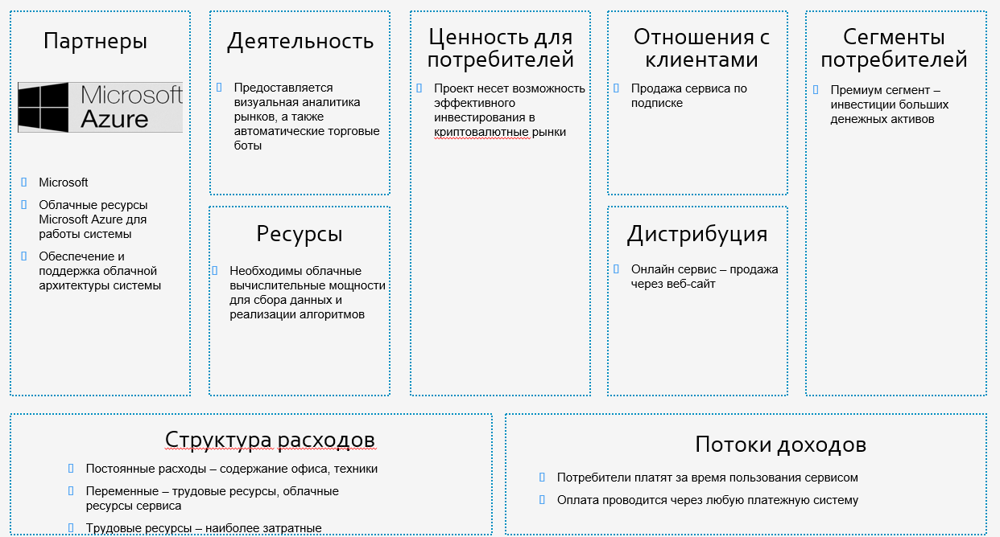 Партнеры
Microsoft
Azure
Microsoft
Облачные ресурсы
Microsoft Azure для
работы системы
Обеспечение и
поддержка облачной
архитектуры системы
Деятельность
Предоставляется
визуальная аналитика
рынков, а также
автоматические торговые
боты
Ресурсы
Необходимы облачные
вычислительные мощности
для сбора данных и
реализации алгоритмов
Ценность для
потребителей
Проект несет возможность
эффективного
инвестирования в
криптовалютные рынки
Отношения с
клиентами
Продажа сервиса по
подписке
Дистрибуция
Онлайн сервис – продажа
через веб-сайт
Сегменты
потребителей
Премиум сегмент –
инвестиции больших
денежных активов
Структура расходов
Постоянные расходы – содержание офиса, техники
Переменные – трудовые ресурсы, облачные
ресурсы сервиса
Трудовые ресурсы – наиболее затратные
Потоки доходов
Потребители платят за время пользования сервисом
Оплата проводится через любую платежную систему